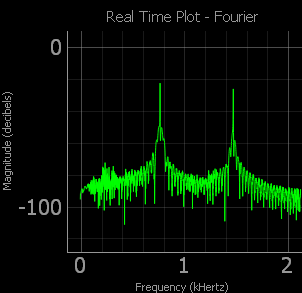 Real Time Plot - Fourier
Magnitude (decibels)
0
-100
0 1 2
Frequency (kHertz)